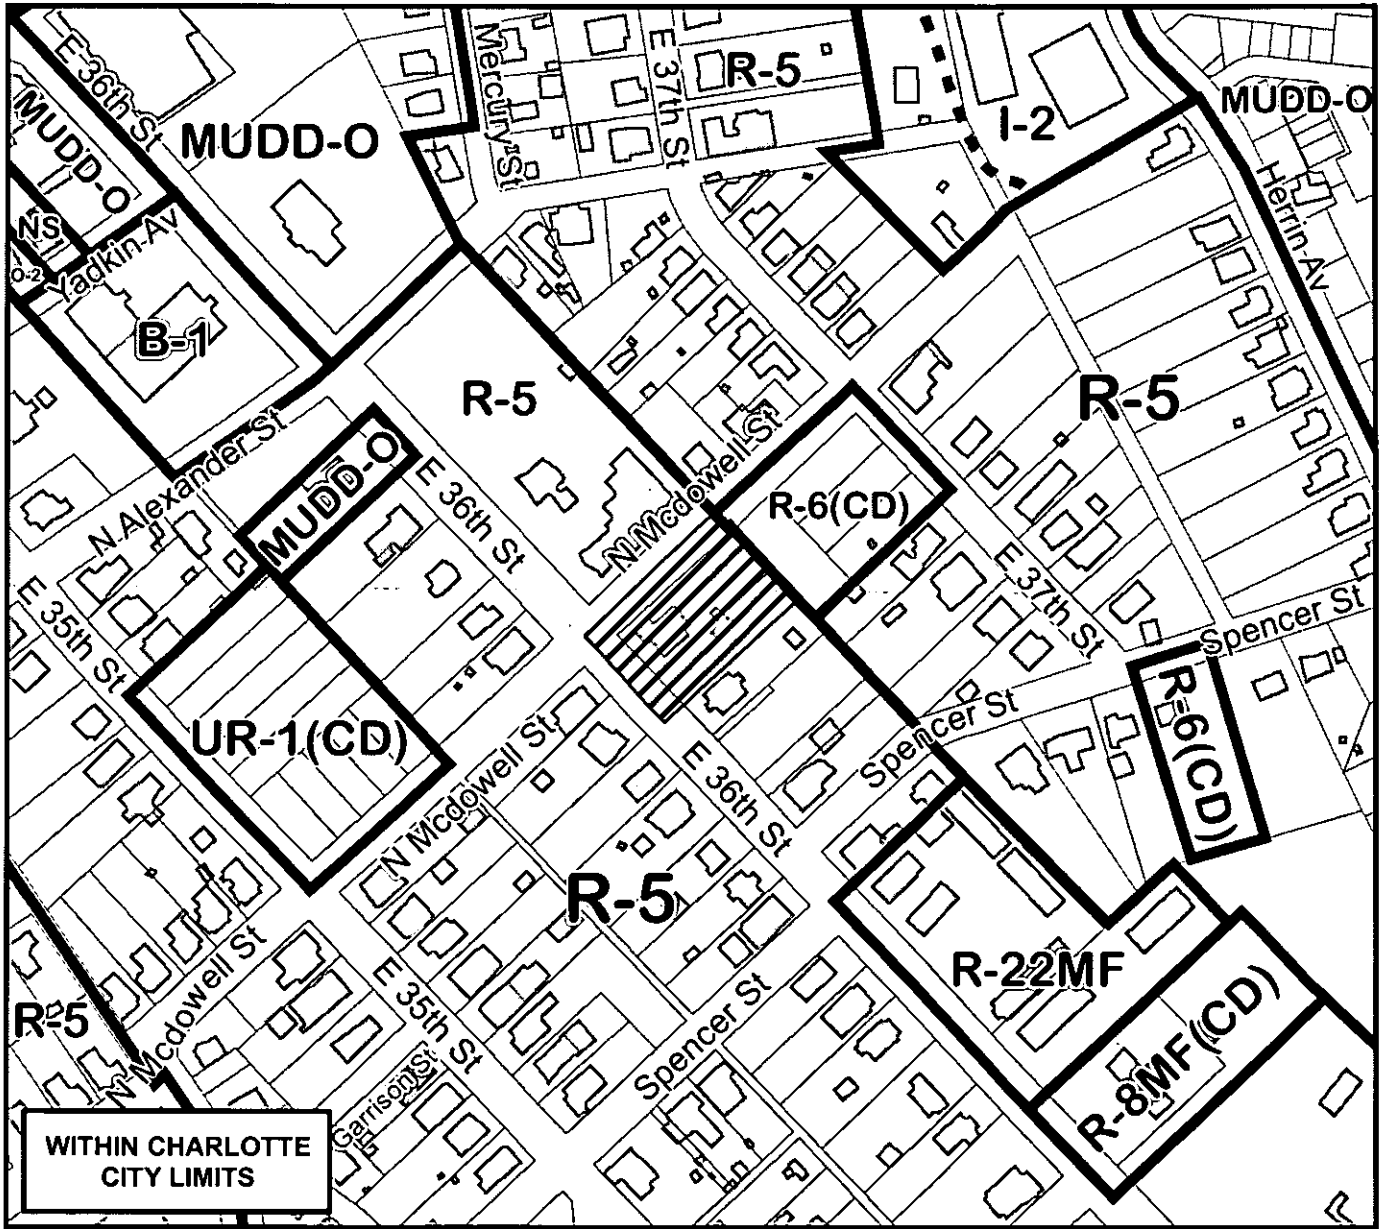 E 36th St
MUDD-O
MUDD-O
Mercury St
E 37th St
R-5
I-2
MUDD-O
Herrin Av
NS
O-2
Yadkin Av
B-1
R-5
R-5
N Alexander St
MUDD-O
E 36th St
N Mcdowell St
R-6(CD)
E 37th St
E 35th St
Spencer St
R-6(CD)
UR-1(CD)
N Mcdowell St
E 36th St
Spencer St
R-5
R-22MF
R-8MF(CD)
N Mcdowell St
E 35th St
Spencer St
Garrison St
R-5
WITHIN CHARLOTTE
CITY LIMITS